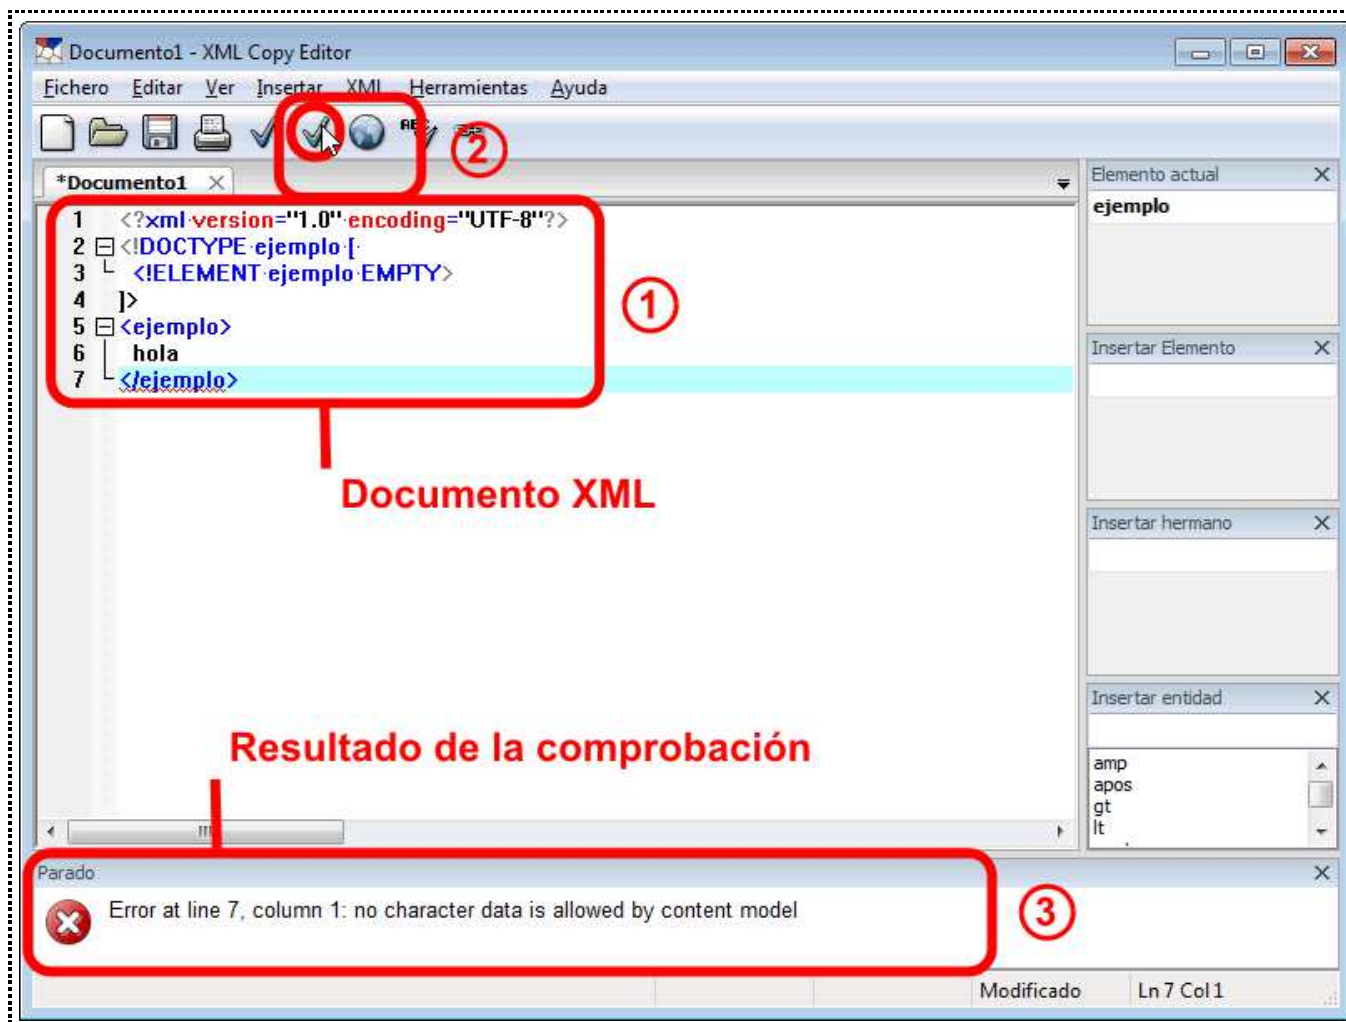 Documento1 - XML Copy Editor
Fichero Editar Ver Insertar XML Herramientas Ayuda
2
*Documento1
1 <?xml version="1.0" encoding="UTF-8"?>
2 <!DOCTYPE ejemplo [
3 <!ELEMENT ejemplo EMPTY>
4 ]>
5 <ejemplo>
6 hola
7 </ejemplo>
1
Documento XML
Elemento actual
ejemplo
Insertar Elemento
Insertar hermano
Insertar entidad
amp
apos
gt
lt
Resultado de la comprobación
Parado
Error at line 7, column 1: no character data is allowed by content model
3
Modificado Ln 7 Col 1